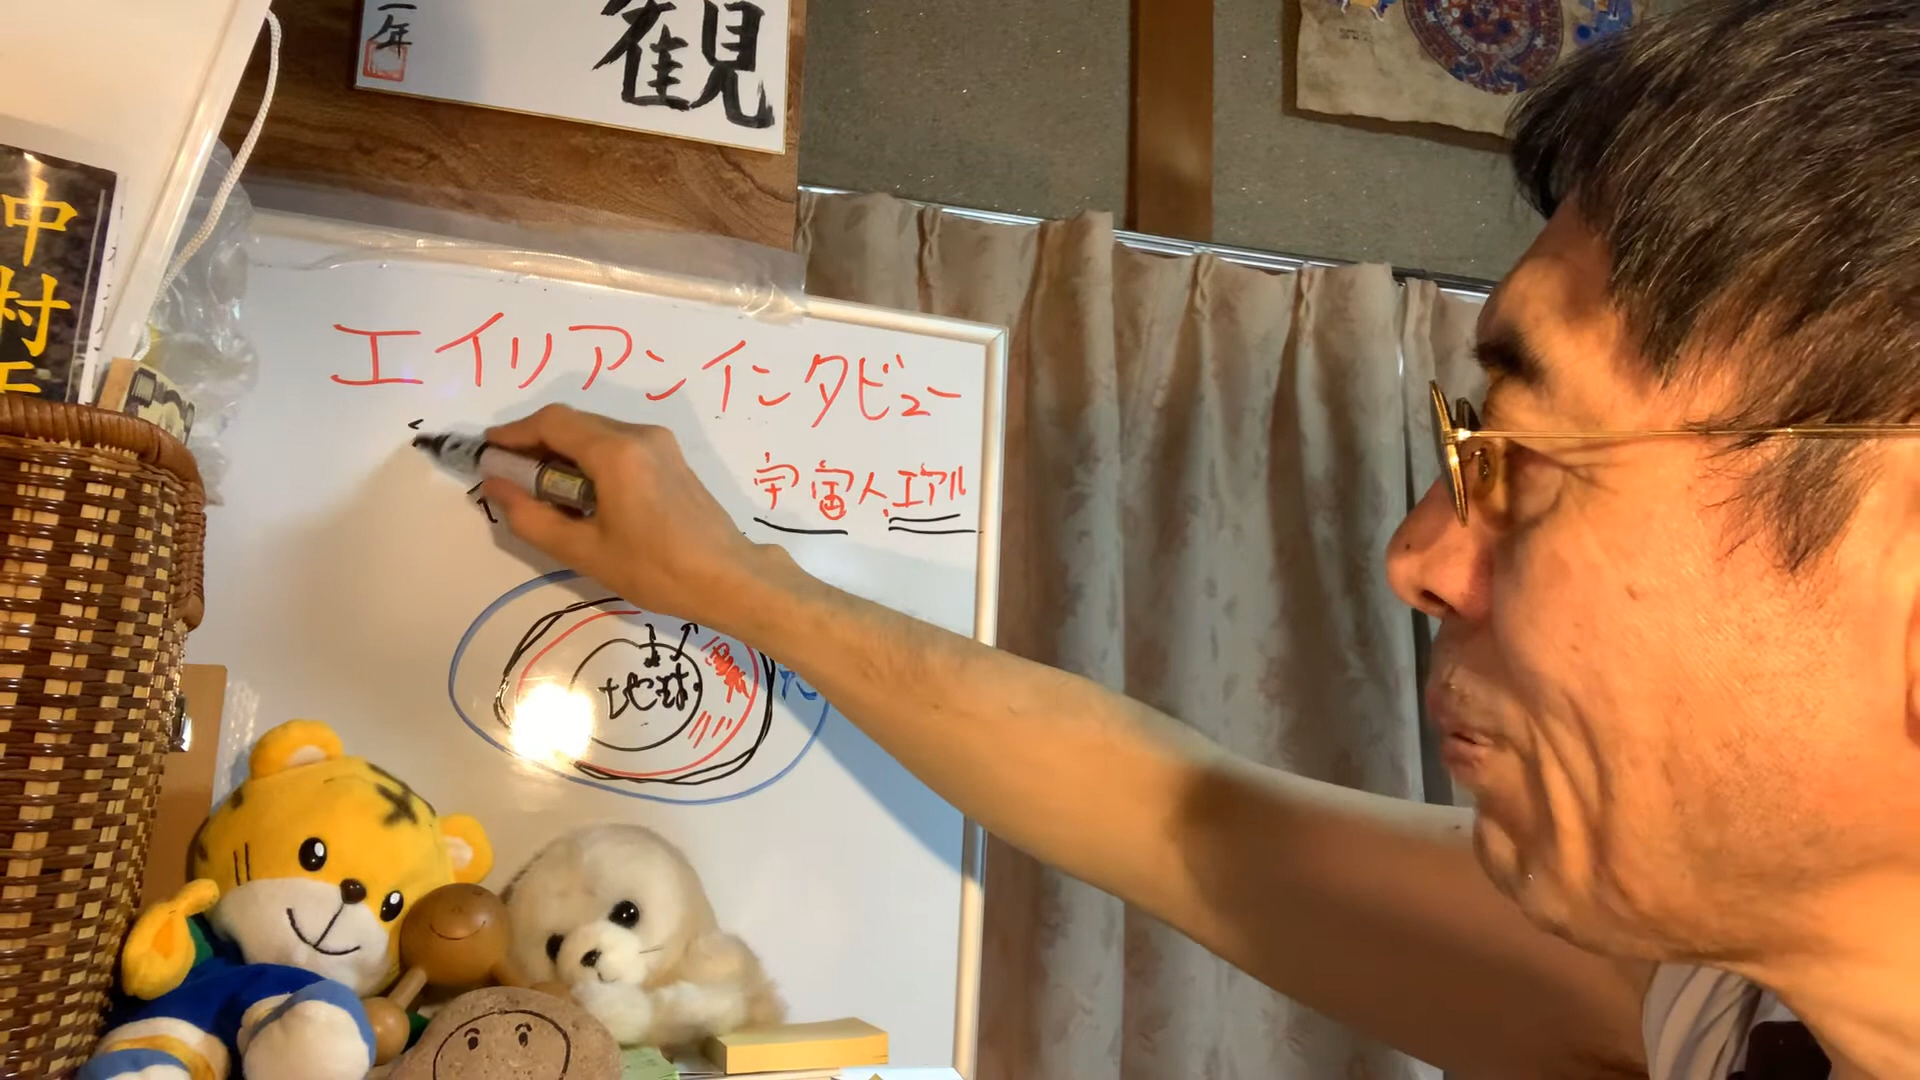 一年
観
中村
エイリアンインタビュー
宇宙人エアル
地球